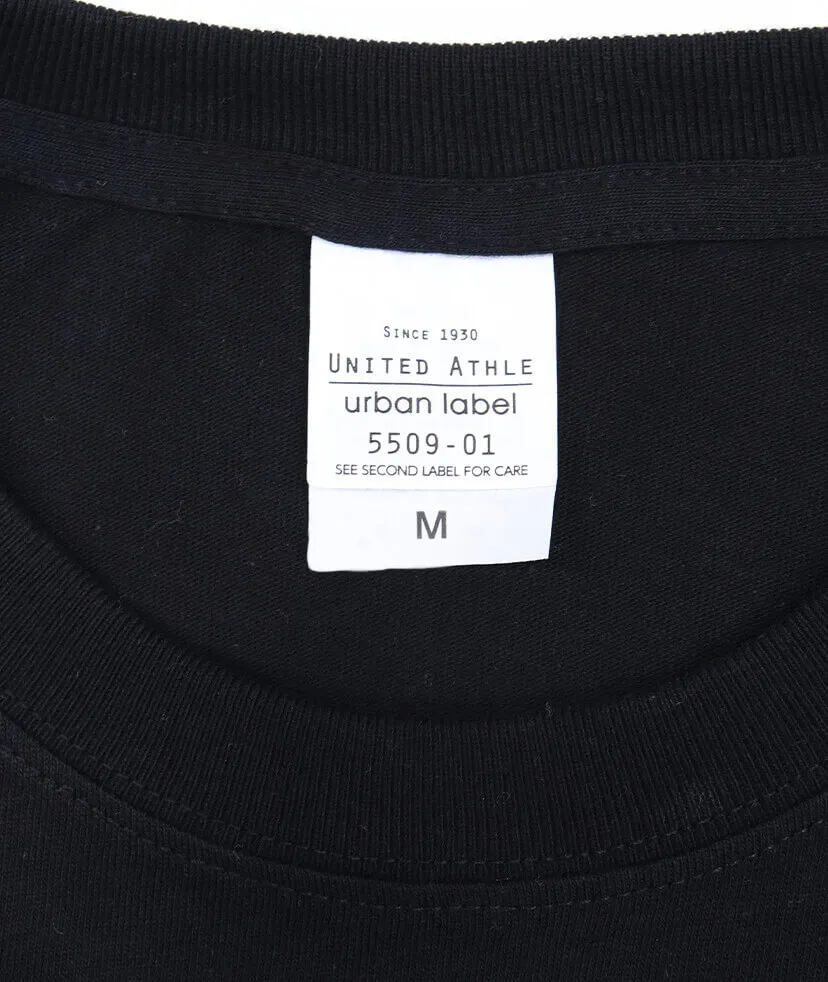 SINCE 1930
UNITED ATHLE
urban label
5509-01
SEE SECOND LABEL FOR CARE
M